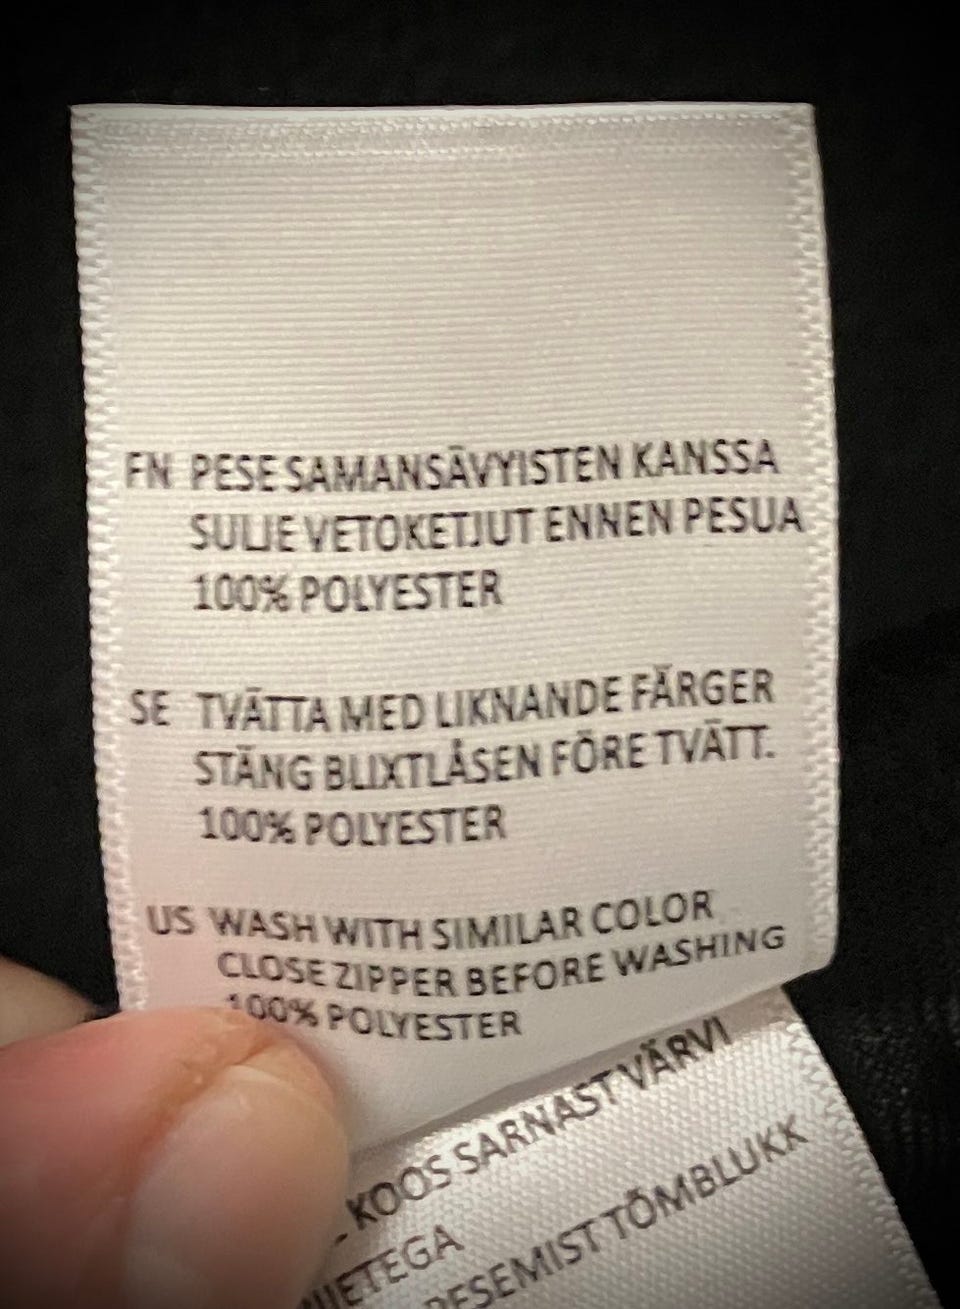 FN PESE SAMANSÄVYISTEN KANSSA
SULJE VETOKETJUT ENNEN PESUA
100% POLYESTER
SE TVÄTTA MED LIKNANDE FÄRGER
STÄNG BLIXTLÅSEN FÖRE TVÄTT.
100% POLYESTER
US WASH WITH SIMILAR COLOR
CLOSE ZIPPER BEFORE WASHING
100% POLYESTER
KOOS SARNAST VÄRVI
PESEMIST TÕMBLUKK